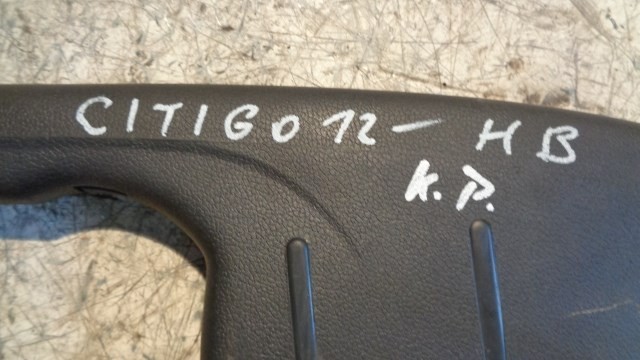 CITIGO 12- HB
K.P.